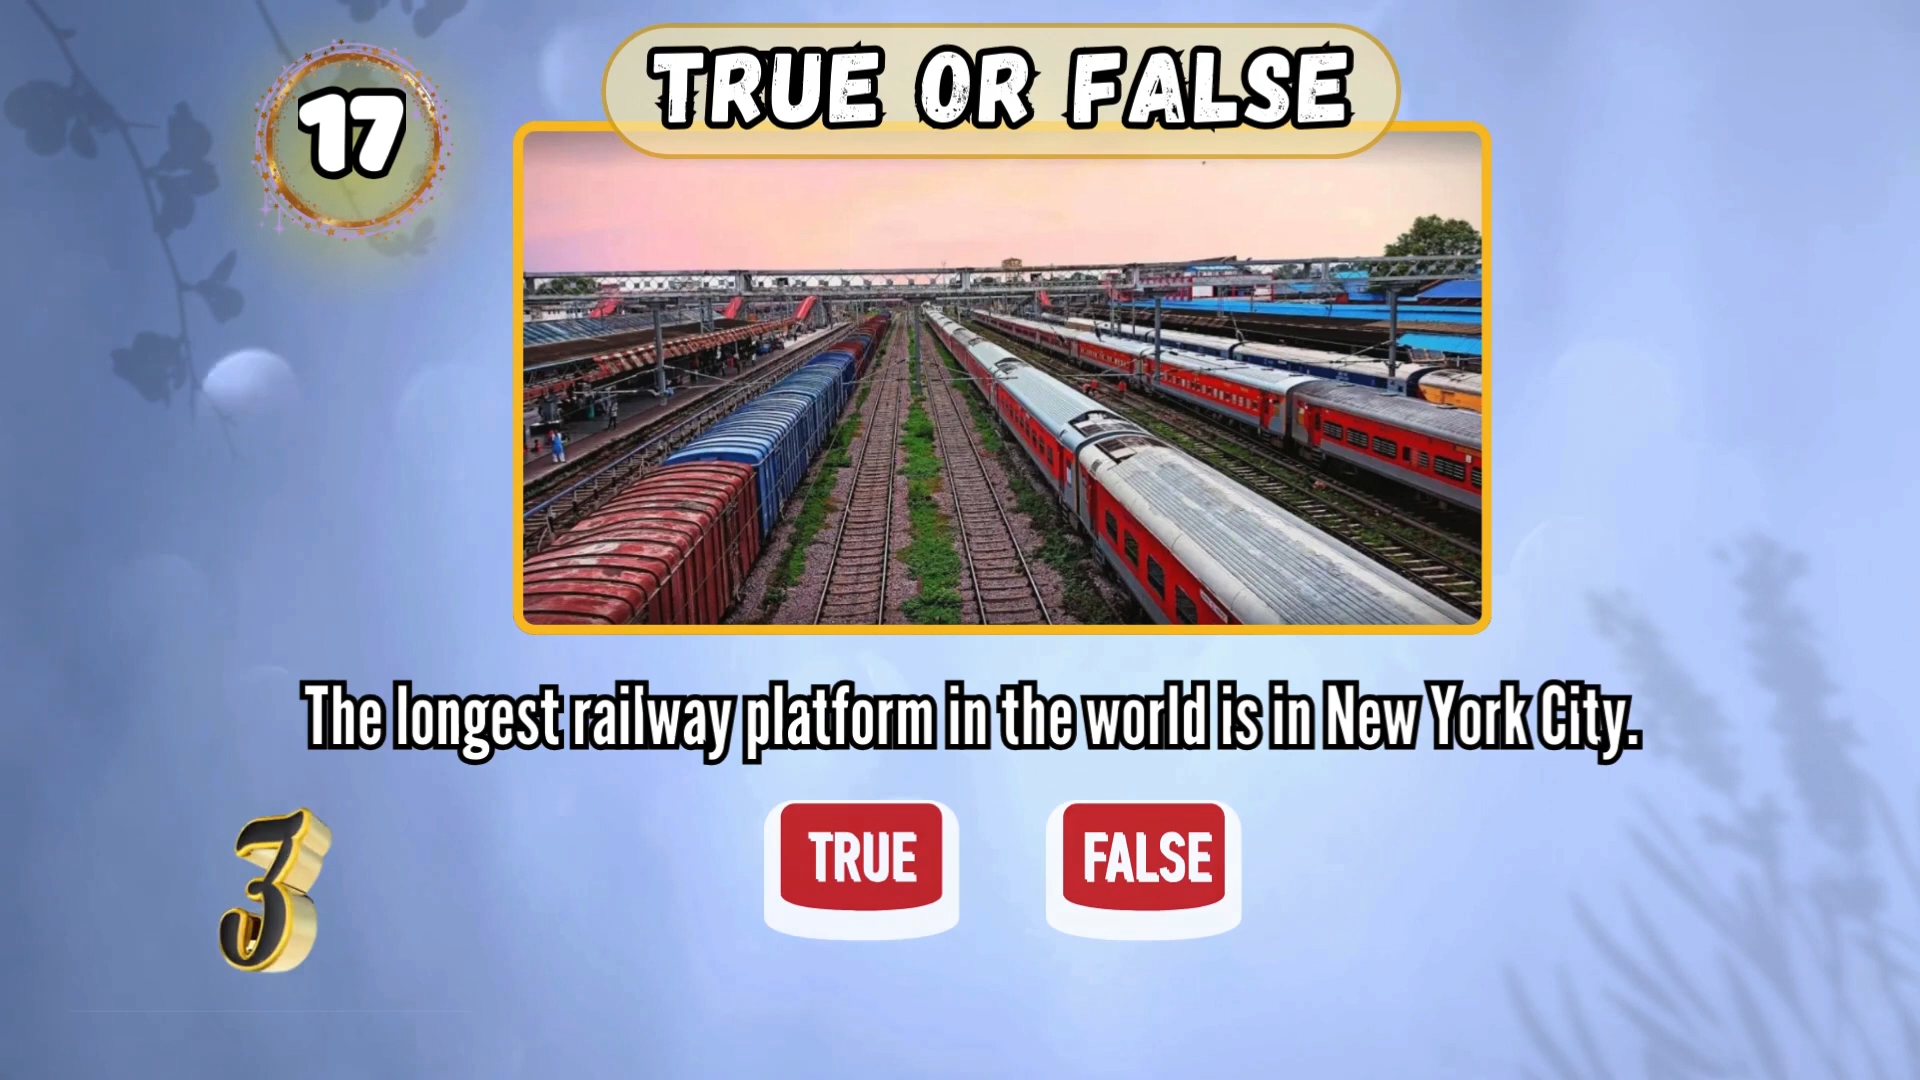 17
TRUE OR FALSE
The longest railway platform in the world is in New York City.
3
TRUE
FALSE